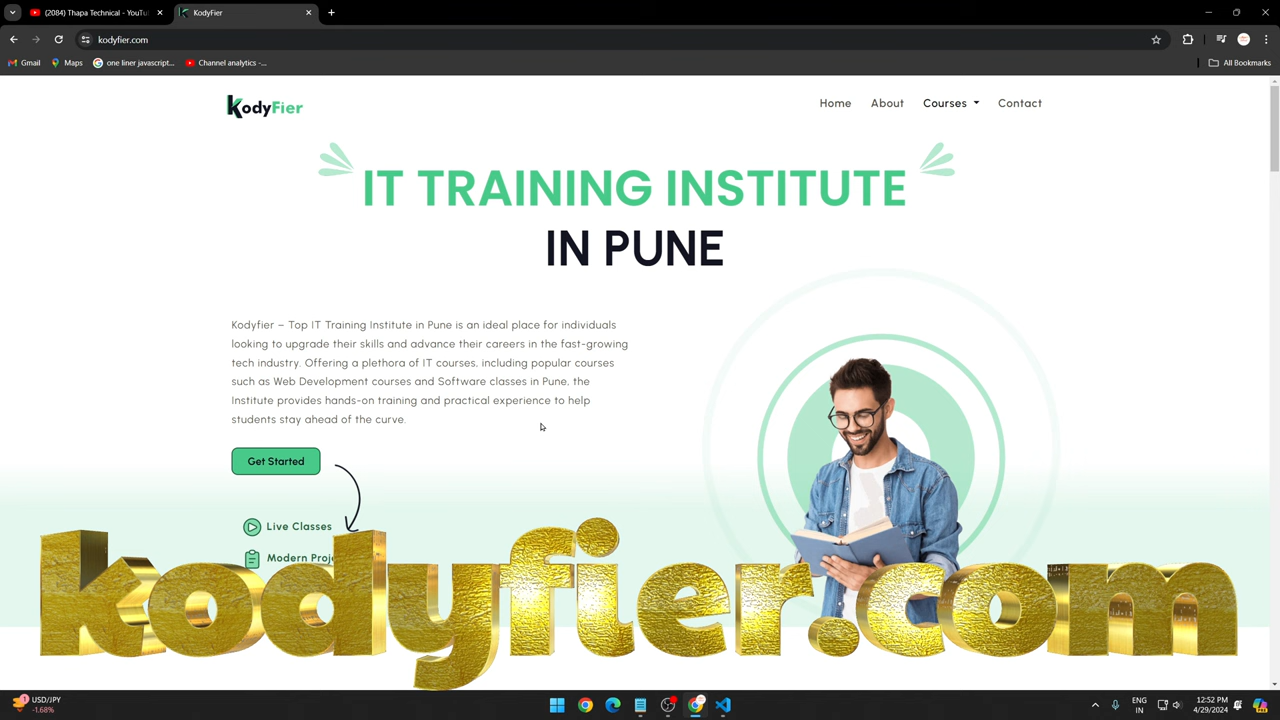 (2084) Thapa Technical - YouTu
KodyFier
kodyfier.com
Gmail
Maps
one liner javascript...
Channel analytics -...
All Bookmarks
KodyFier
Home
About
Courses
Contact
IT TRAINING INSTITUTE
IN PUNE
Kodyfier – Top IT Training Institute in Pune is an ideal place for individuals
looking to upgrade their skills and advance their careers in the fast-growing
tech industry. Offering a plethora of IT courses, including popular courses
such as Web Development courses and Software classes in Pune, the
Institute provides hands-on training and practical experience to help
students stay ahead of the curve.
Get Started
Live Classes
Modern Proje
kodyfier.com
1
USD/JPY
-1.68%
ENG
IN
12:52 PM
4/29/2024